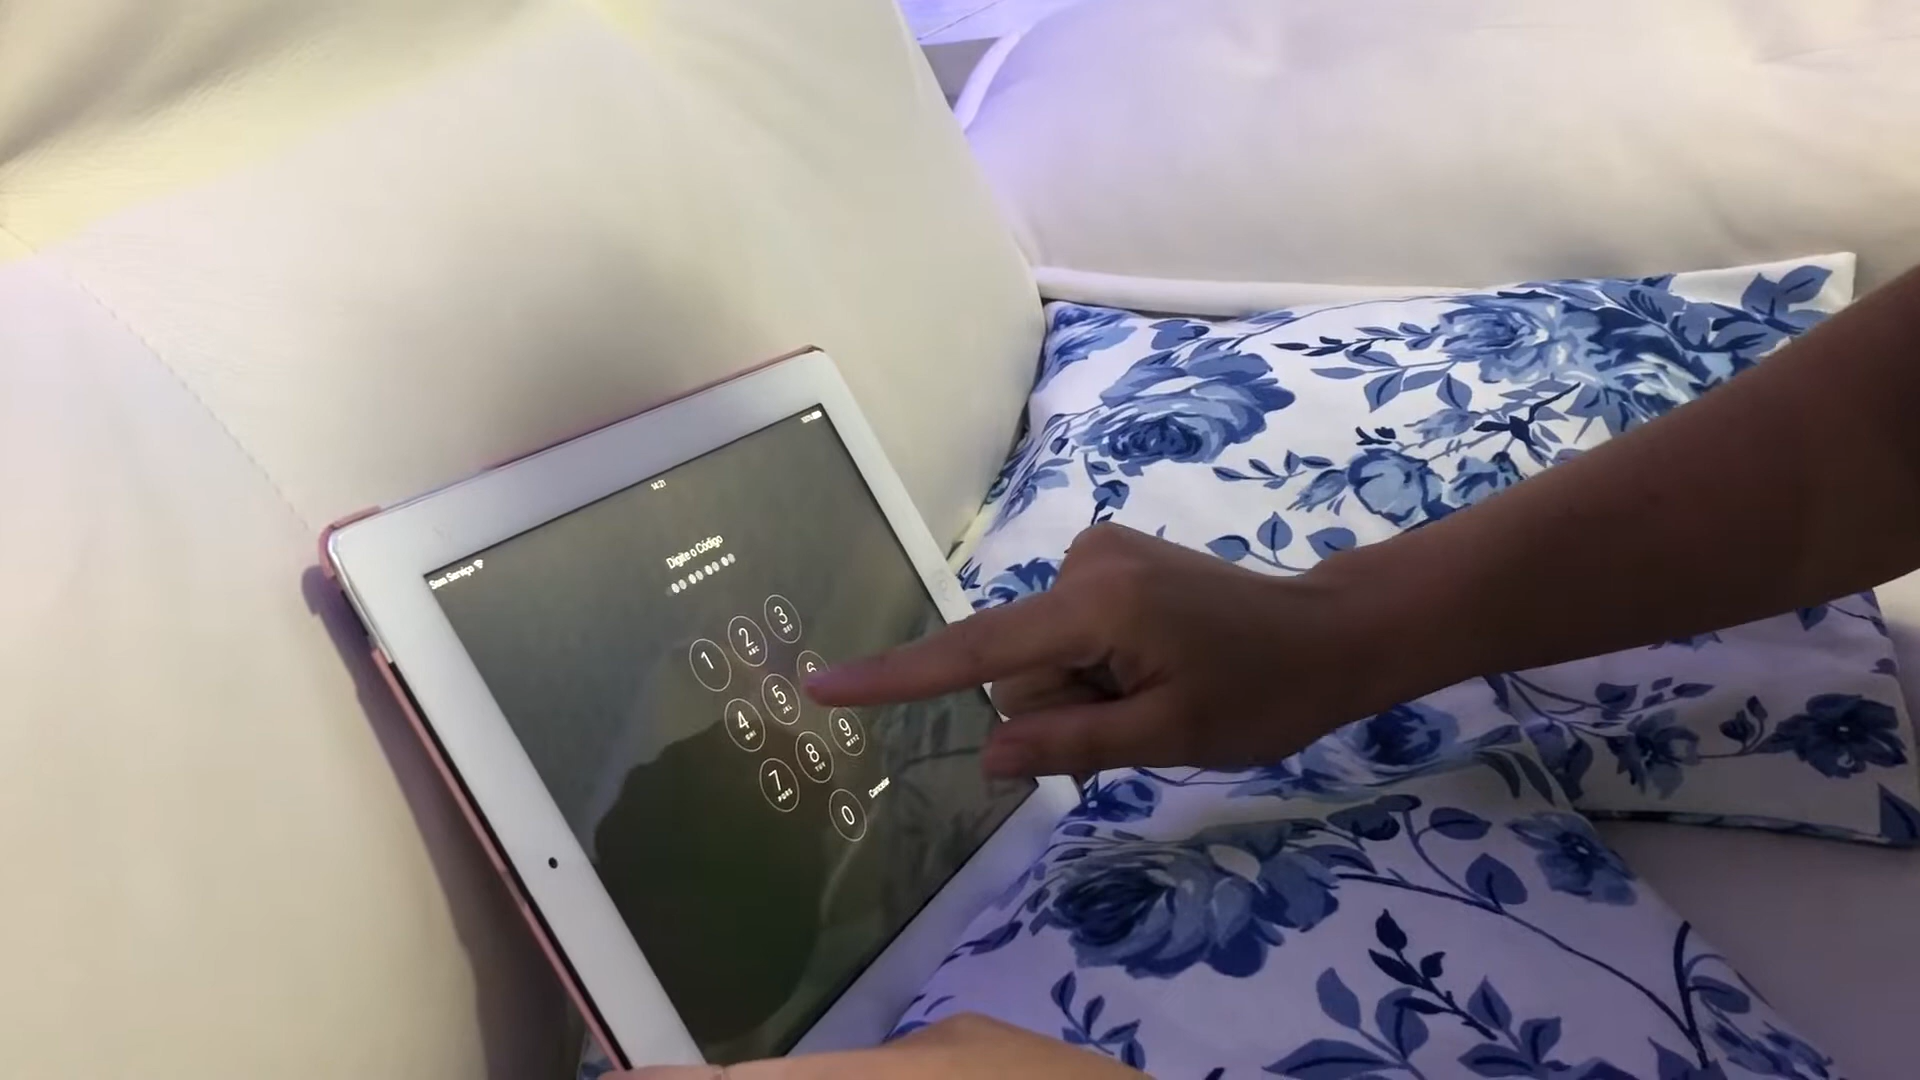 Sem Serviço
14:21
100%
Digite o Código
1
2 ABC
3 DEF
4 GHI
5 JKL
6
7 PQRS
8 TUV
9 WXYZ
0
Cancelar